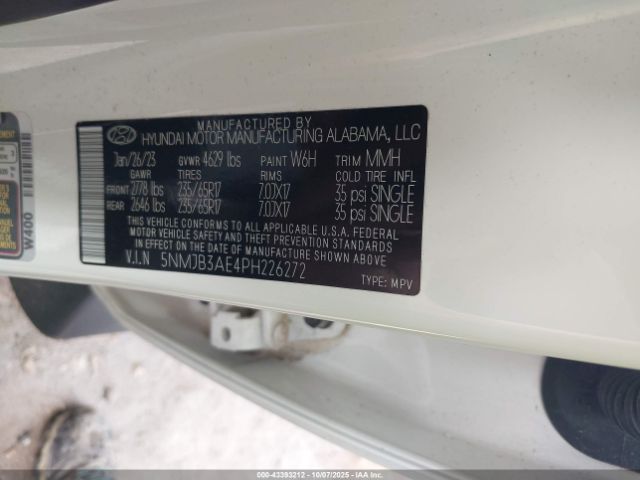 MANUFACTURED BY
HYUNDAI MOTOR MANUFACTURING ALABAMA, LLC
Jan/26/23 GVWR 4629 lbs PAINT W6H TRIM MMH
GAWR TIRES RIMS COLD TIRE INFL
FRONT 2778 lbs 235/65R17 7.0JX17 35 psi SINGLE
REAR 2646 lbs 235/65R17 7.0JX17 35 psi SINGLE
THIS VEHICLE CONFORMS TO ALL APPLICABLE U.S.A. FEDERAL
MOTOR VEHICLE SAFETY, BUMPER, AND THEFT PREVENTION STANDARDS
IN EFFECT ON THE DATE OF MANUFACTURE SHOWN ABOVE
V.I.N 5NMJB3AE4PH226272
TYPE: MPV
W400
000-43393212 - 10/07/2025 - IAAI.COM